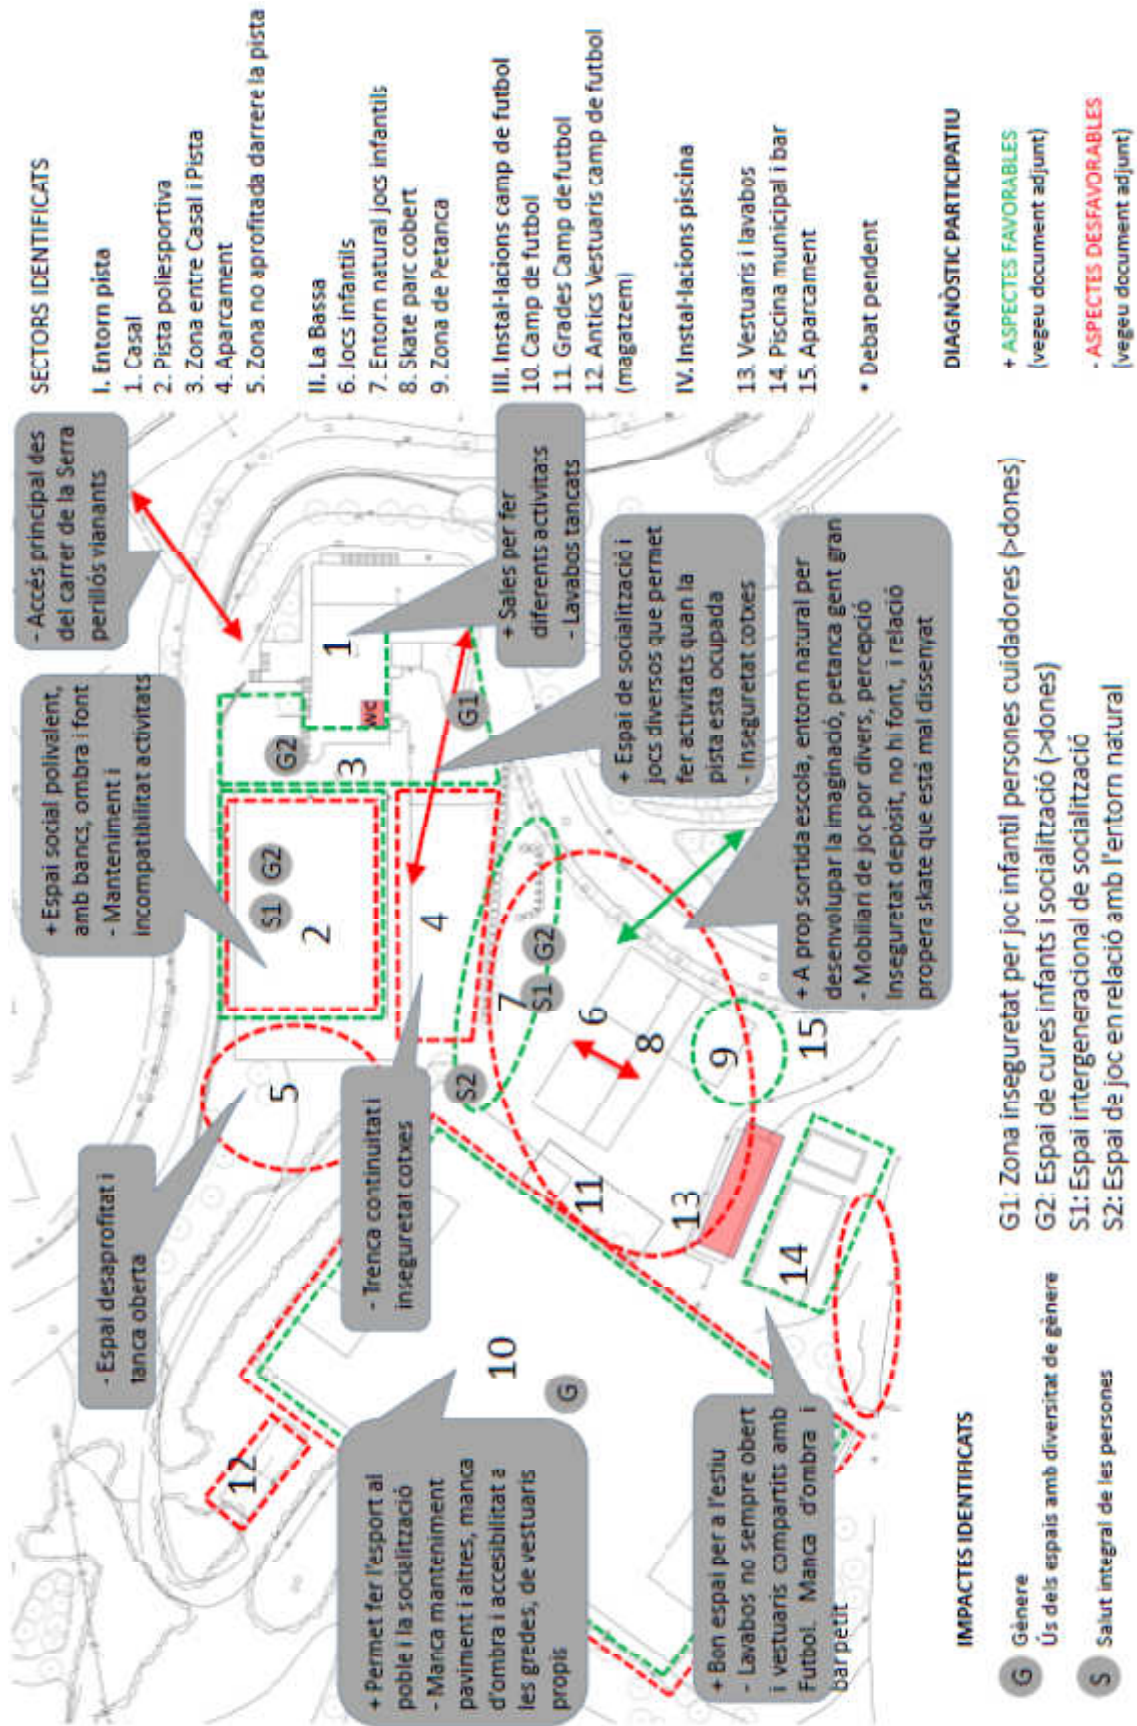 SECTORS IDENTIFICATS
I. Entorn pista
1. Casal
2. Pista poliesportiva
3. Zona entre Casal i Pista
4. Aparcament
5. Zona no aprofitada darrere la pista
II. La Bassa
6. Jocs infantils
7. Entorn natural jocs infantils
8. Skate parc cobert
9. Zona de Petanca
III. Instal·lacions camp de futbol
10. Camp de futbol
11. Grades Camp de futbol
12. Antics Vestuaris camp de futbol
(magatzem)
IV. Instal·lacions piscina
13. Vestuaris i lavabos
14. Piscina municipal i bar
15. Aparcament
* Debat pendent
DIAGNÒSTIC PARTICIPATIU
+ ASPECTES FAVORABLES
(vegeu document adjunt)
- ASPECTES DESFAVORABLES
(vegeu document adjunt)
- Accés principal des
del carrer de la Serra
perillós vianants
+ Espai social polivalent,
amb bancs, ombra i font
- Manteniment i
incompatibilitat activitats
- Espai desaprofitat i
tanca oberta
- Trenca continuïtat i
inseguretat cotxes
+ Sales per fer
diferents activitats
- Lavabos tancats
+ Espai de socialització i
jocs diversos que permet
fer activitats quan la
pista esta ocupada
- Inseguretat cotxes
+ A prop sortida escola, entorn natural per
desenvolupar la imaginació, petanca gent gran
- Mobiliari de joc por divers, percepció
Inseguretat depòsit, no hi font, i relació
propera skate que està mal dissenyat
+ Permet fer l'esport al
poble i la socialització
- Manca manteniment
paviment i altres, manca
d'ombra i accesibilitat a
les gredes, de vestuaris
propis
+ Bon espai per a l'estiu
- Lavabos no sempre obert
i vestuaris compartits amb
Futbol. Manca d'ombra i
bar petit
1
WC
G1
G2
3
S1 G2
2
4
5
7
S1 G2
S2
6
8
9
15
11
13
14
10
G
12
IMPACTES IDENTIFICATS
G Gènere
Ús dels espais amb diversitat de gènere
S Salut integral de les persones
G1: Zona inseguretat per joc infantil persones cuidadores (>dones)
G2: Espai de cures infants i socialització (>dones)
S1: Espai intergeneracional de socialització
S2: Espai de joc en relació amb l'entorn natural